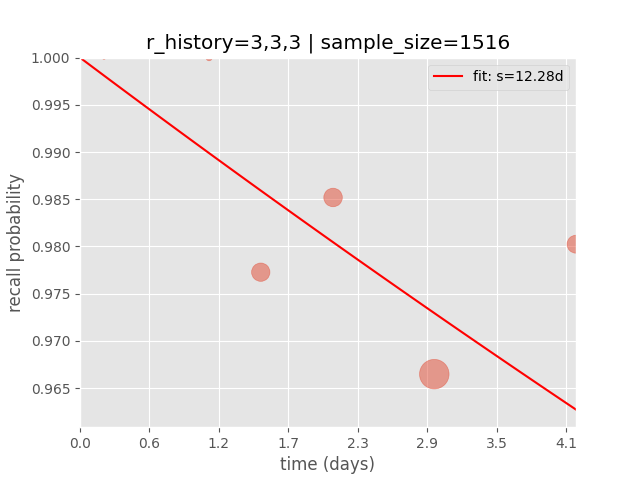 r_history=3,3,3 | sample_size=1516
fit: s=12.28d
1.000
0.995
0.990
0.985
0.980
0.975
0.970
0.965
recall probability
0.0 0.6 1.2 1.7 2.3 2.9 3.5 4.1
time (days)